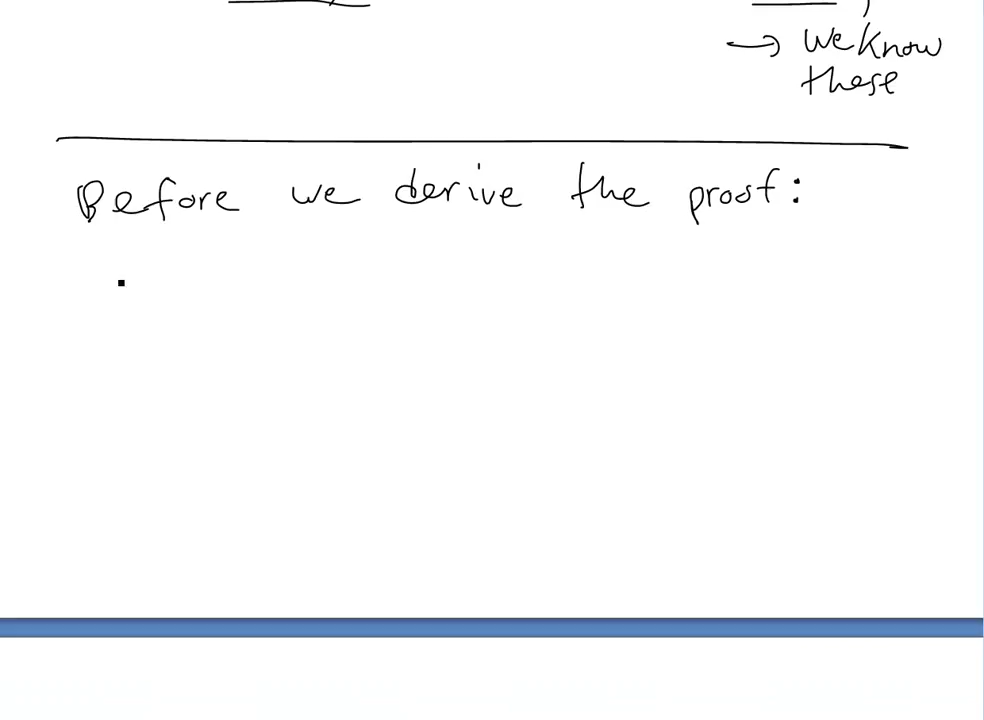 → We know
these
Before we derive the proof: